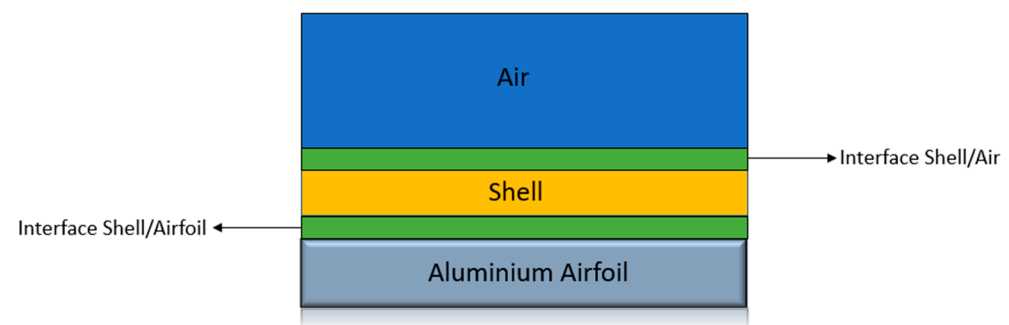 Air
Interface Shell/Air
Shell
Interface Shell/Airfoil
Aluminium Airfoil